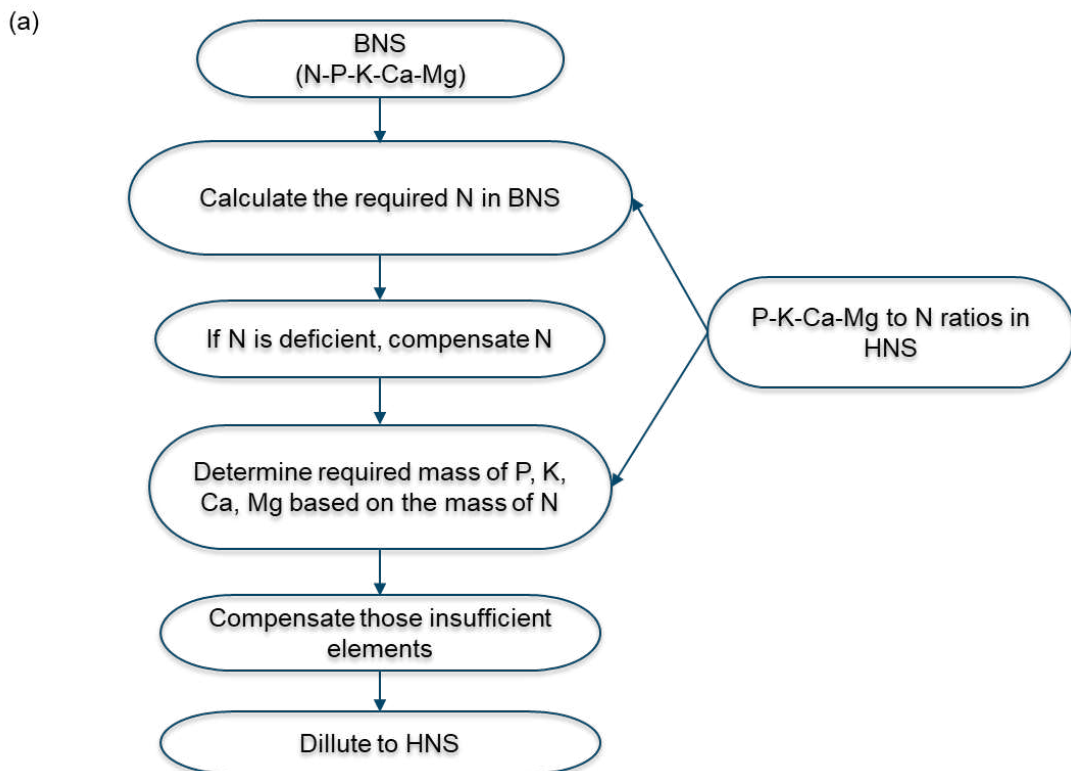 (a)
BNS
(N-P-K-Ca-Mg)
Calculate the required N in BNS
If N is deficient, compensate N
P-K-Ca-Mg to N ratios in
HNS
Determine required mass of P, K,
Ca, Mg based on the mass of N
Compensate those insufficient
elements
Dillute to HNS